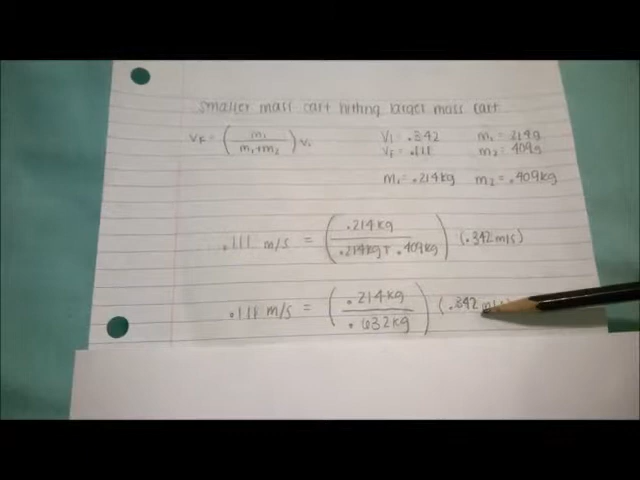 smaller mass cart hitting larger mass cart
VF = (m₁ / m₁+m₂) V₁ V₁ = .342 m₁ = 214g
VF = .111 m₂ = 409g
m₁ = .214kg m₂ = .409kg
.111 m/s = (.214kg / .214kg + .409kg) (.342 m/s)
.111 m/s = (.214kg / .632kg) (.342 m/s)